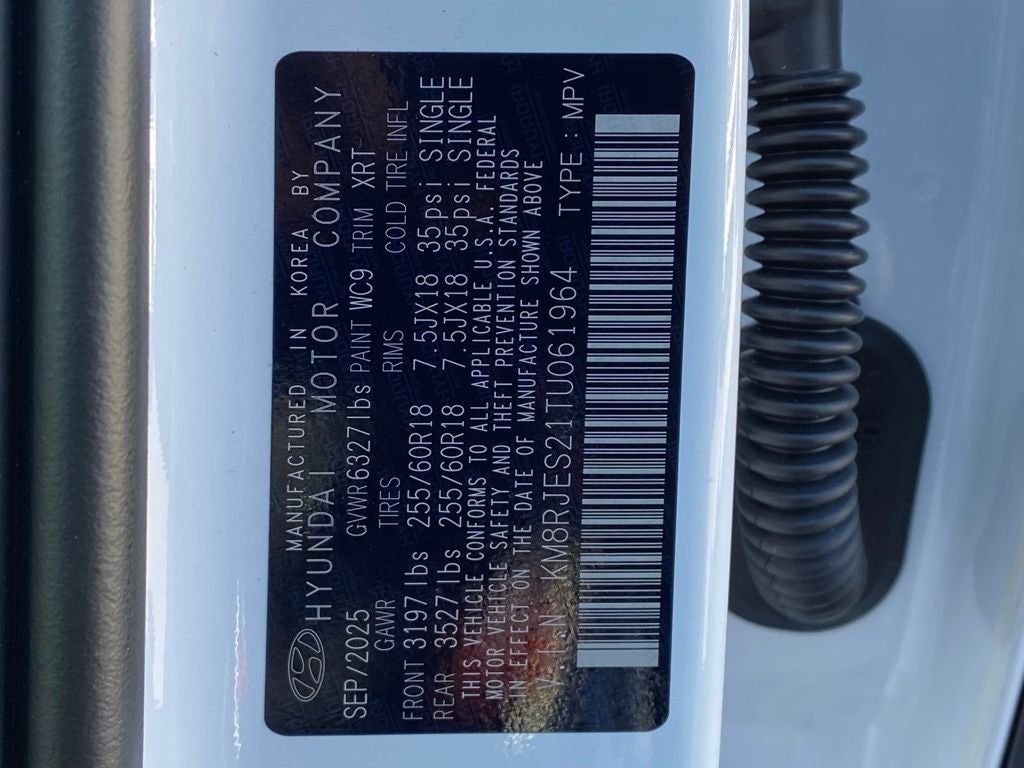 MANUFACTURED IN KOREA BY
HYUNDAI MOTOR COMPANY
SEP/2025 GVWR 6327lbs PAINT WC9 TRIM XRT
GAWR TIRES RIMS COLD TIRE INFL
FRONT 3197lbs 255/60R18 7.5JX18 35psi SINGLE
REAR 3527lbs 255/60R18 7.5JX18 35psi SINGLE
THIS VEHICLE CONFORMS TO ALL APPLICABLE U.S.A. FEDERAL
MOTOR VEHICLE SAFETY AND THEFT PREVENTION STANDARDS
IN EFFECT ON THE DATE OF MANUFACTURE SHOWN ABOVE
V.I.N KM8RJES21TU061964 TYPE : MPV